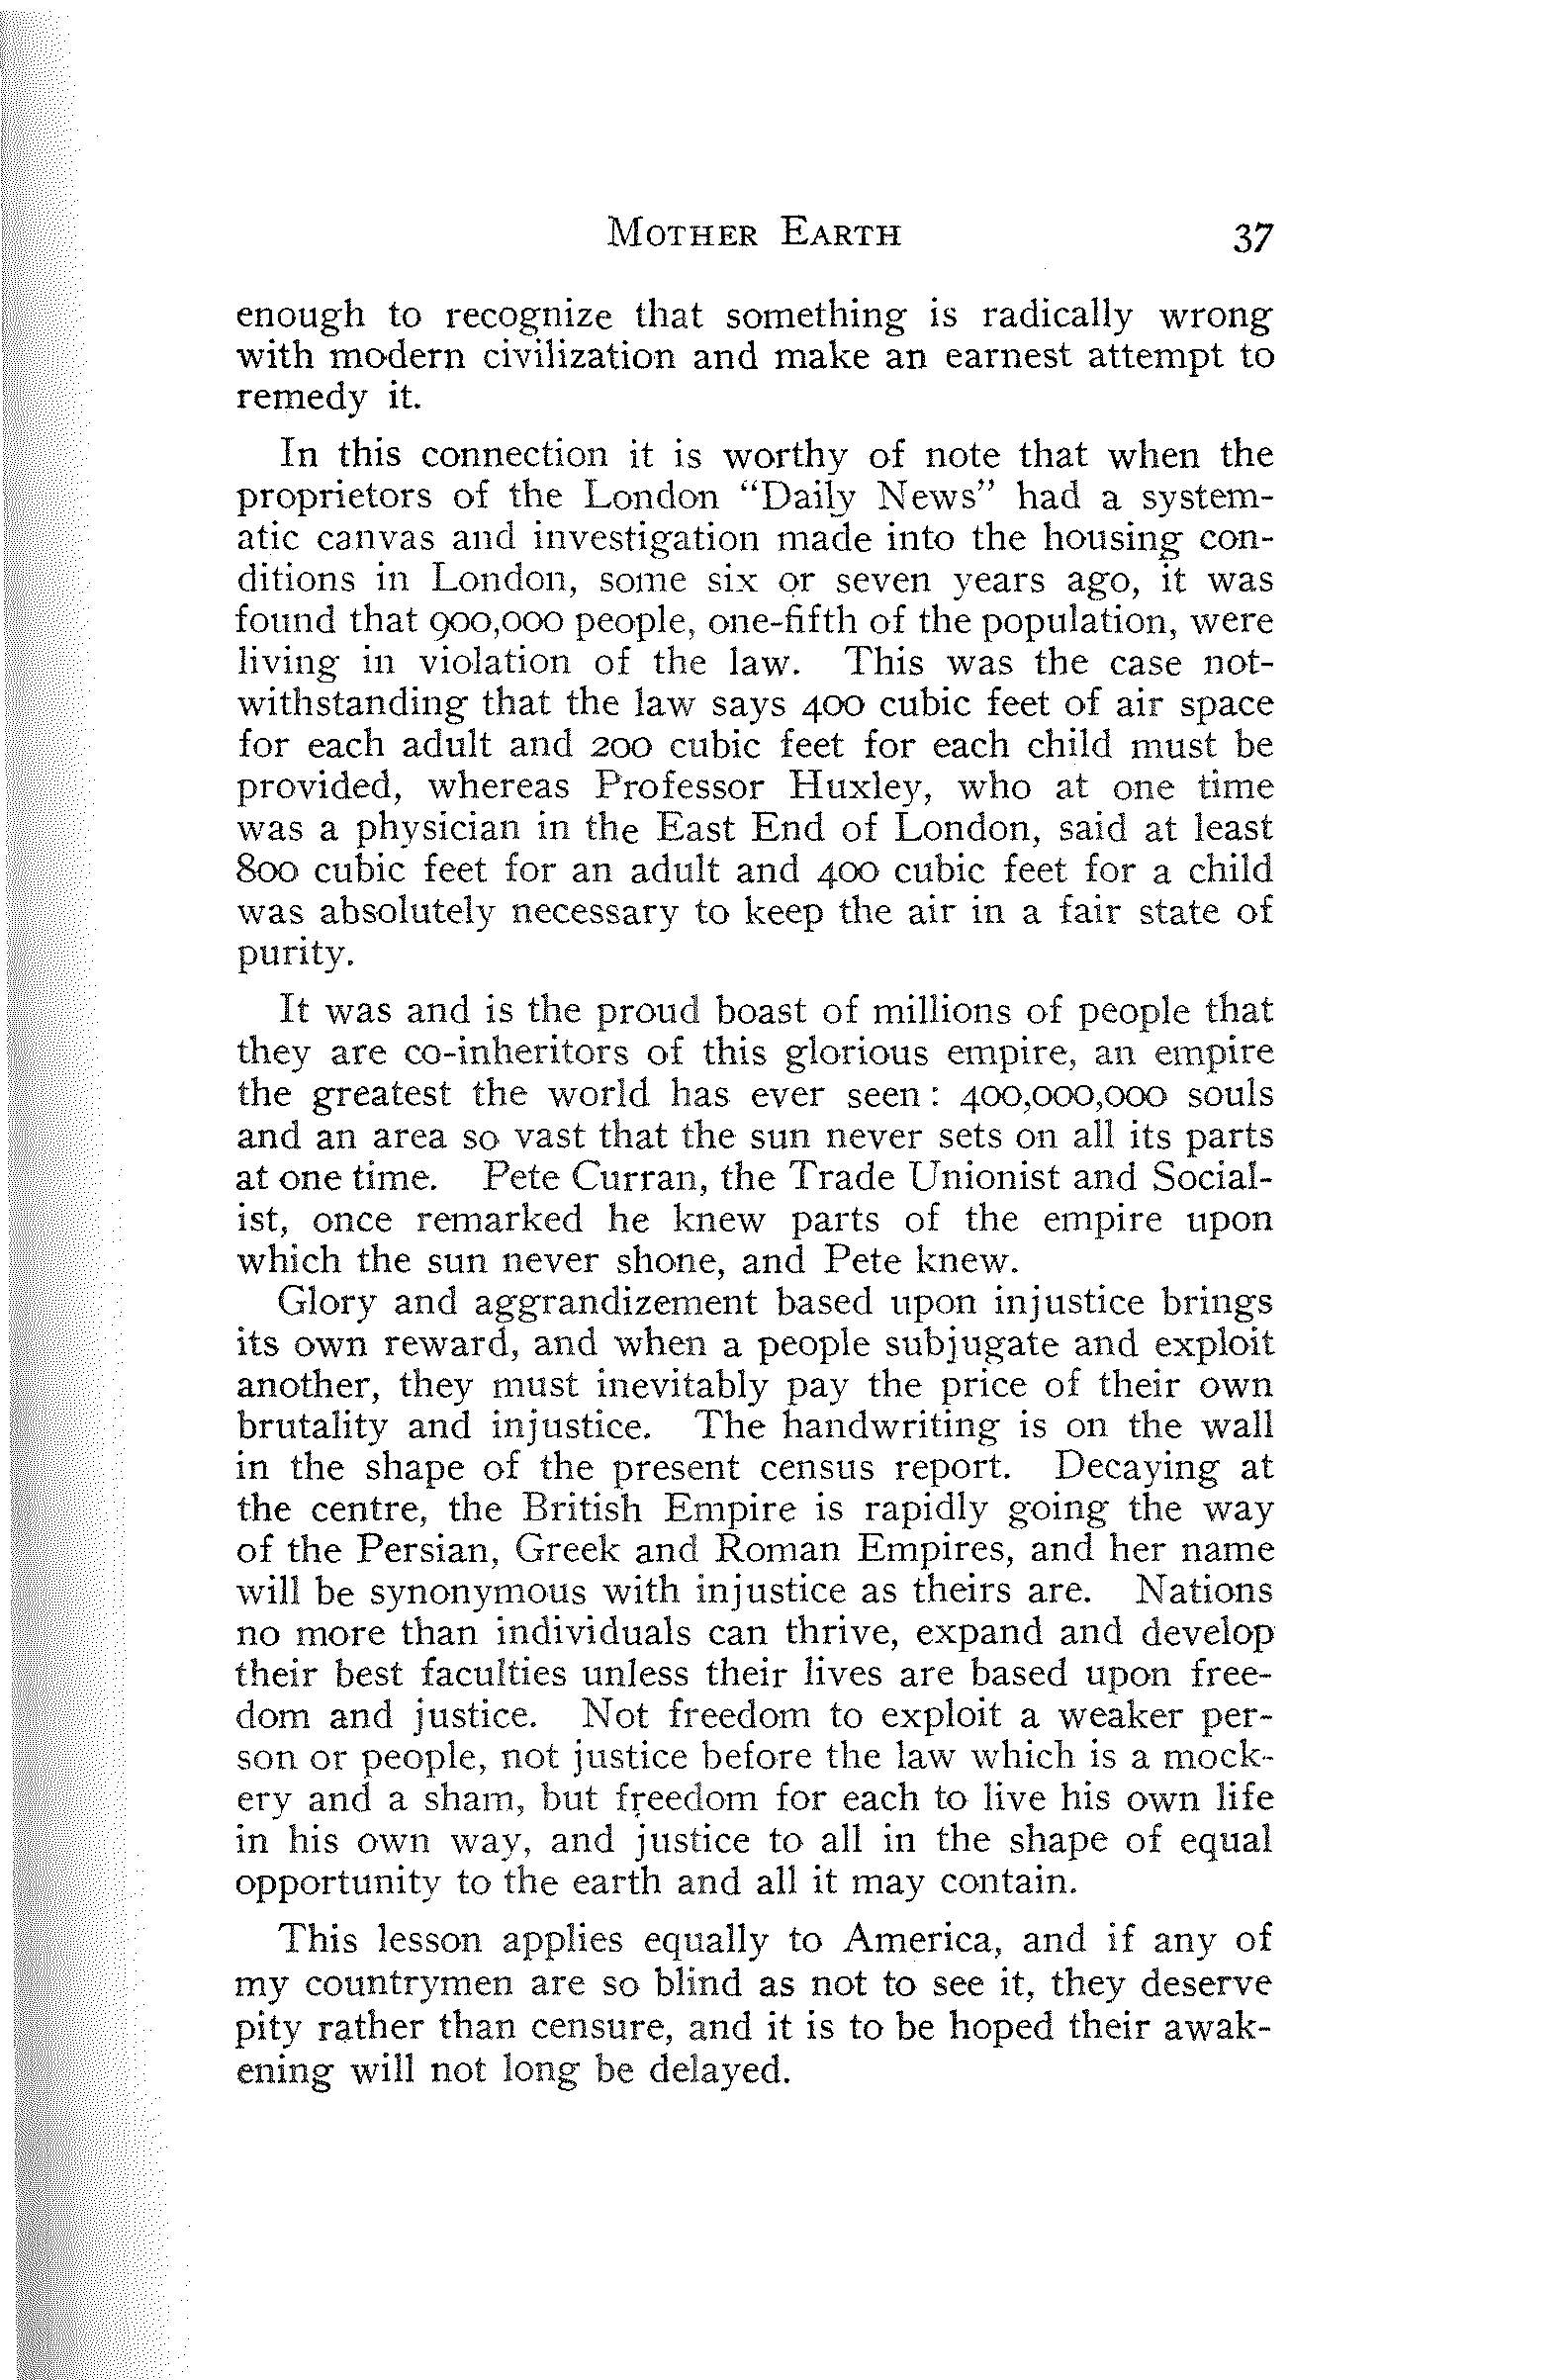 MOTHER EARTH 37
enough to recognize that something is radically wrong
with modern civilization and make an earnest attempt to
remedy it.
In this connection it is worthy of note that when the
proprietors of the London "Daily News" had a system-
atic canvas and investigation made into the housing con-
ditions in London, some six or seven years ago, it was
found that 900,000 people, one-fifth of the population, were
living in violation of the law. This was the case not-
withstanding that the law says 400 cubic feet of air space
for each adult and 200 cubic feet for each child must be
provided, whereas Professor Huxley, who at one time
was a physician in the East End of London, said at least
800 cubic feet for an adult and 400 cubic feet for a child
was absolutely necessary to keep the air in a fair state of
purity.
It was and is the proud boast of millions of people that
they are co-inheritors of this glorious empire, an empire
the greatest the world has ever seen: 400,000,000 souls
and an area so vast that the sun never sets on all its parts
at one time. Pete Curran, the Trade Unionist and Social-
ist, once remarked he knew parts of the empire upon
which the sun never shone, and Pete knew.
Glory and aggrandizement based upon injustice brings
its own reward, and when a people subjugate and exploit
another, they must inevitably pay the price of their own
brutality and injustice. The handwriting is on the wall
in the shape of the present census report. Decaying at
the centre, the British Empire is rapidly going the way
of the Persian, Greek and Roman Empires, and her name
will be synonymous with injustice as theirs are. Nations
no more than individuals can thrive, expand and develop
their best faculties unless their lives are based upon free-
dom and justice. Not freedom to exploit a weaker per-
son or people, not justice before the law which is a mock-
ery and a sham, but freedom for each to live his own life
in his own way, and justice to all in the shape of equal
opportunity to the earth and all it may contain.
This lesson applies equally to America, and if any of
my countrymen are so blind as not to see it, they deserve
pity rather than censure, and it is to be hoped their awak-
ening will not long be delayed.